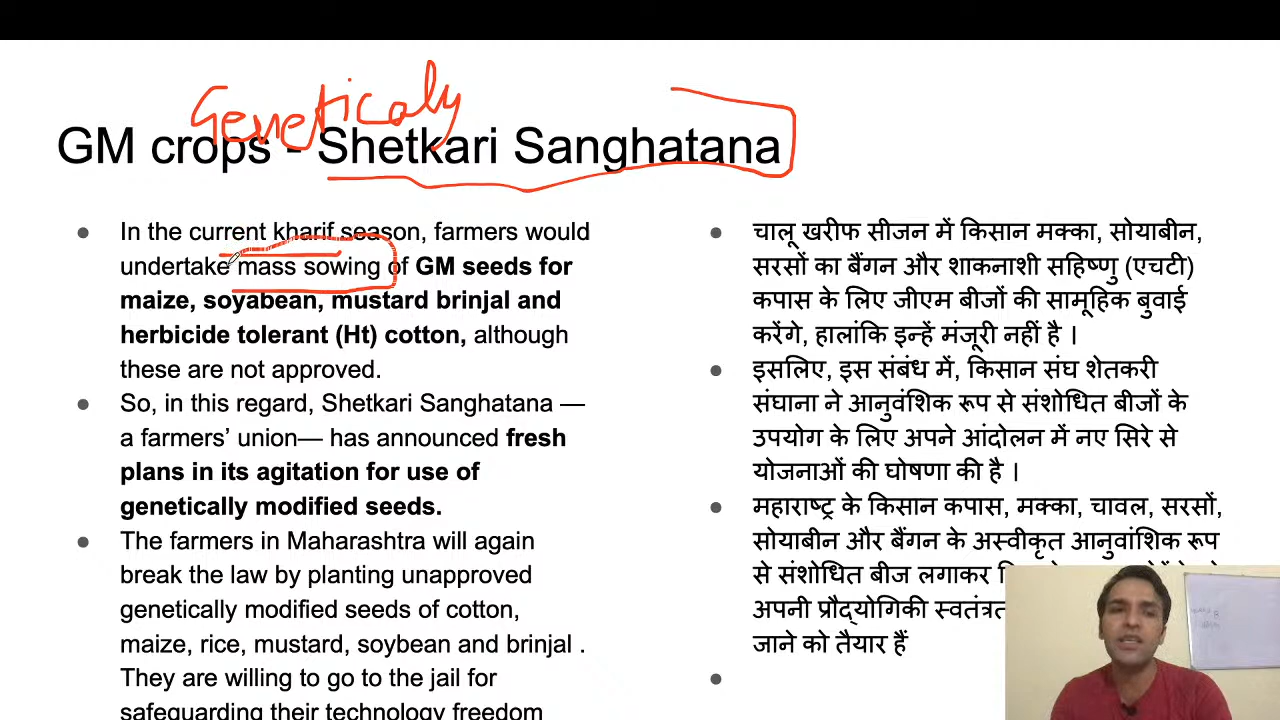 Geneticaly
GM crops - Shetkari Sanghatana
In the current kharif season, farmers would
undertake mass sowing of GM seeds for
maize, soyabean, mustard brinjal and
herbicide tolerant (Ht) cotton, although
these are not approved.
So, in this regard, Shetkari Sanghatana —
a farmers’ union— has announced fresh
plans in its agitation for use of
genetically modified seeds.
The farmers in Maharashtra will again
break the law by planting unapproved
genetically modified seeds of cotton,
maize, rice, mustard, soybean and brinjal .
They are willing to go to the jail for
safeguarding their technology freedom
चालू खरीफ सीजन में किसान मक्का, सोयाबीन,
सरसों का बैंगन और शाकनाशी सहिष्णु (एचटी)
कपास के लिए जीएम बीजों की सामूहिक बुवाई
करेंगे, हालांकि इन्हें मंजूरी नहीं है ।
इसलिए, इस संबंध में, किसान संघ शेतकरी
संघाना ने आनुवंशिक रूप से संशोधित बीजों के
उपयोग के लिए अपने आंदोलन में नए सिरे से
योजनाओं की घोषणा की है ।
महाराष्ट्र के किसान कपास, मक्का, चावल, सरसों,
सोयाबीन और बैंगन के अस्वीकृत आनुवांशिक रूप
से संशोधित बीज लगाकर
अपनी प्रौद्योगिकी
जाने को तैयार हैं